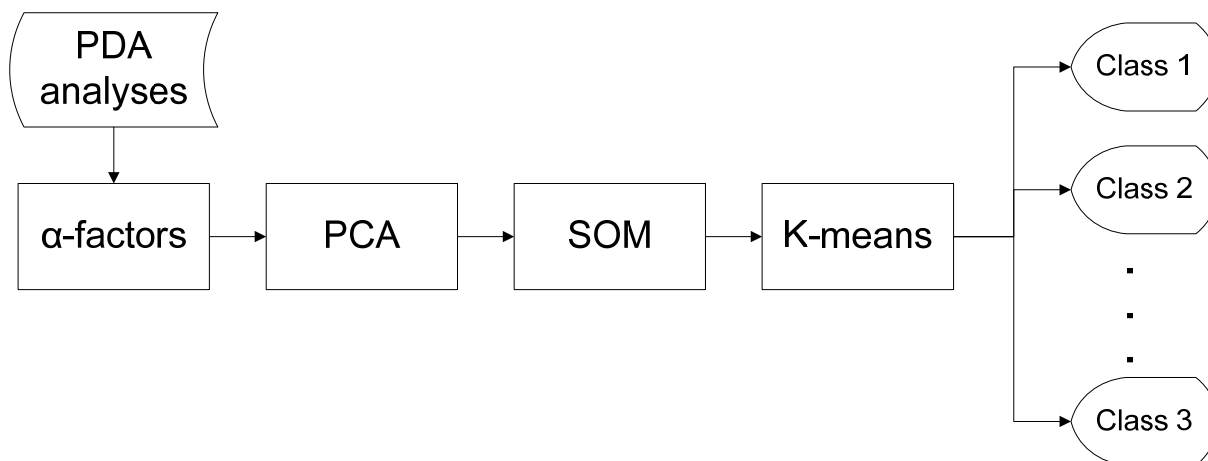 PDA
analyses
α-factors
PCA
SOM
K-means
Class 1
Class 2
Class 3